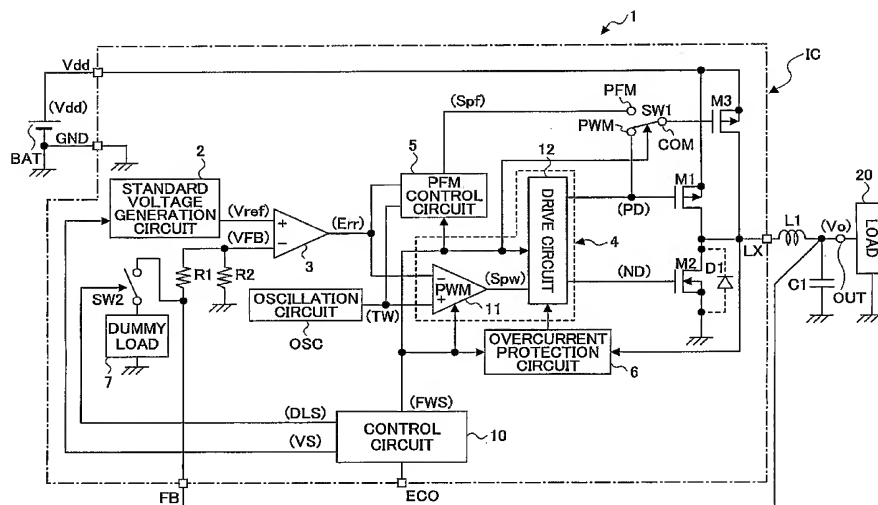 1
IC
Vdd
(Vdd)
GND
BAT
2
STANDARD
VOLTAGE
GENERATION
CIRCUIT
(Vref)
(VFB)
+
−
3
(Err)
R1
R2
SW2
DUMMY
LOAD
7
OSCILLATION
CIRCUIT
OSC
(TW)
5
PFM
CONTROL
CIRCUIT
(Spf)
PFM
PWM
SW1
COM
M3
12
DRIVE CIRCUIT
4
(PD)
M1
(ND)
M2
D1
−
PWM
+
11
(Spw)
OVERCURRENT
PROTECTION
CIRCUIT
6
LX
L1
(Vo)
C1
OUT
20
LOAD
(DLS)
(VS)
(FWS)
CONTROL
CIRCUIT
10
FB
ECO